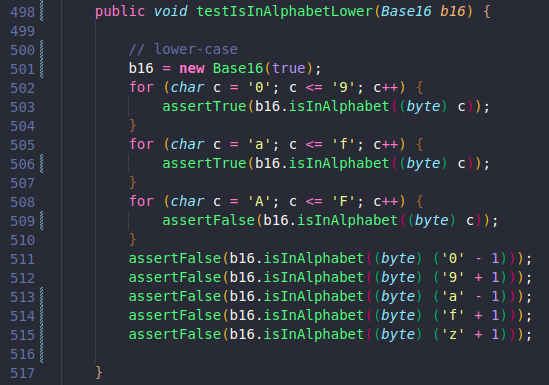 498 public void testIsInAlphabetLower(Base16 b16) {
499
500 // lower-case
501 b16 = new Base16(true);
502 for (char c = '0'; c <= '9'; c++) {
503 assertTrue(b16.isInAlphabet((byte) c));
504 }
505 for (char c = 'a'; c <= 'f'; c++) {
506 assertTrue(b16.isInAlphabet((byte) c));
507 }
508 for (char c = 'A'; c <= 'F'; c++) {
509 assertFalse(b16.isInAlphabet((byte) c));
510 }
511 assertFalse(b16.isInAlphabet((byte) ('0' - 1)));
512 assertFalse(b16.isInAlphabet((byte) ('9' + 1)));
513 assertFalse(b16.isInAlphabet((byte) ('a' - 1)));
514 assertFalse(b16.isInAlphabet((byte) ('f' + 1)));
515 assertFalse(b16.isInAlphabet((byte) ('z' + 1)));
516
517 }